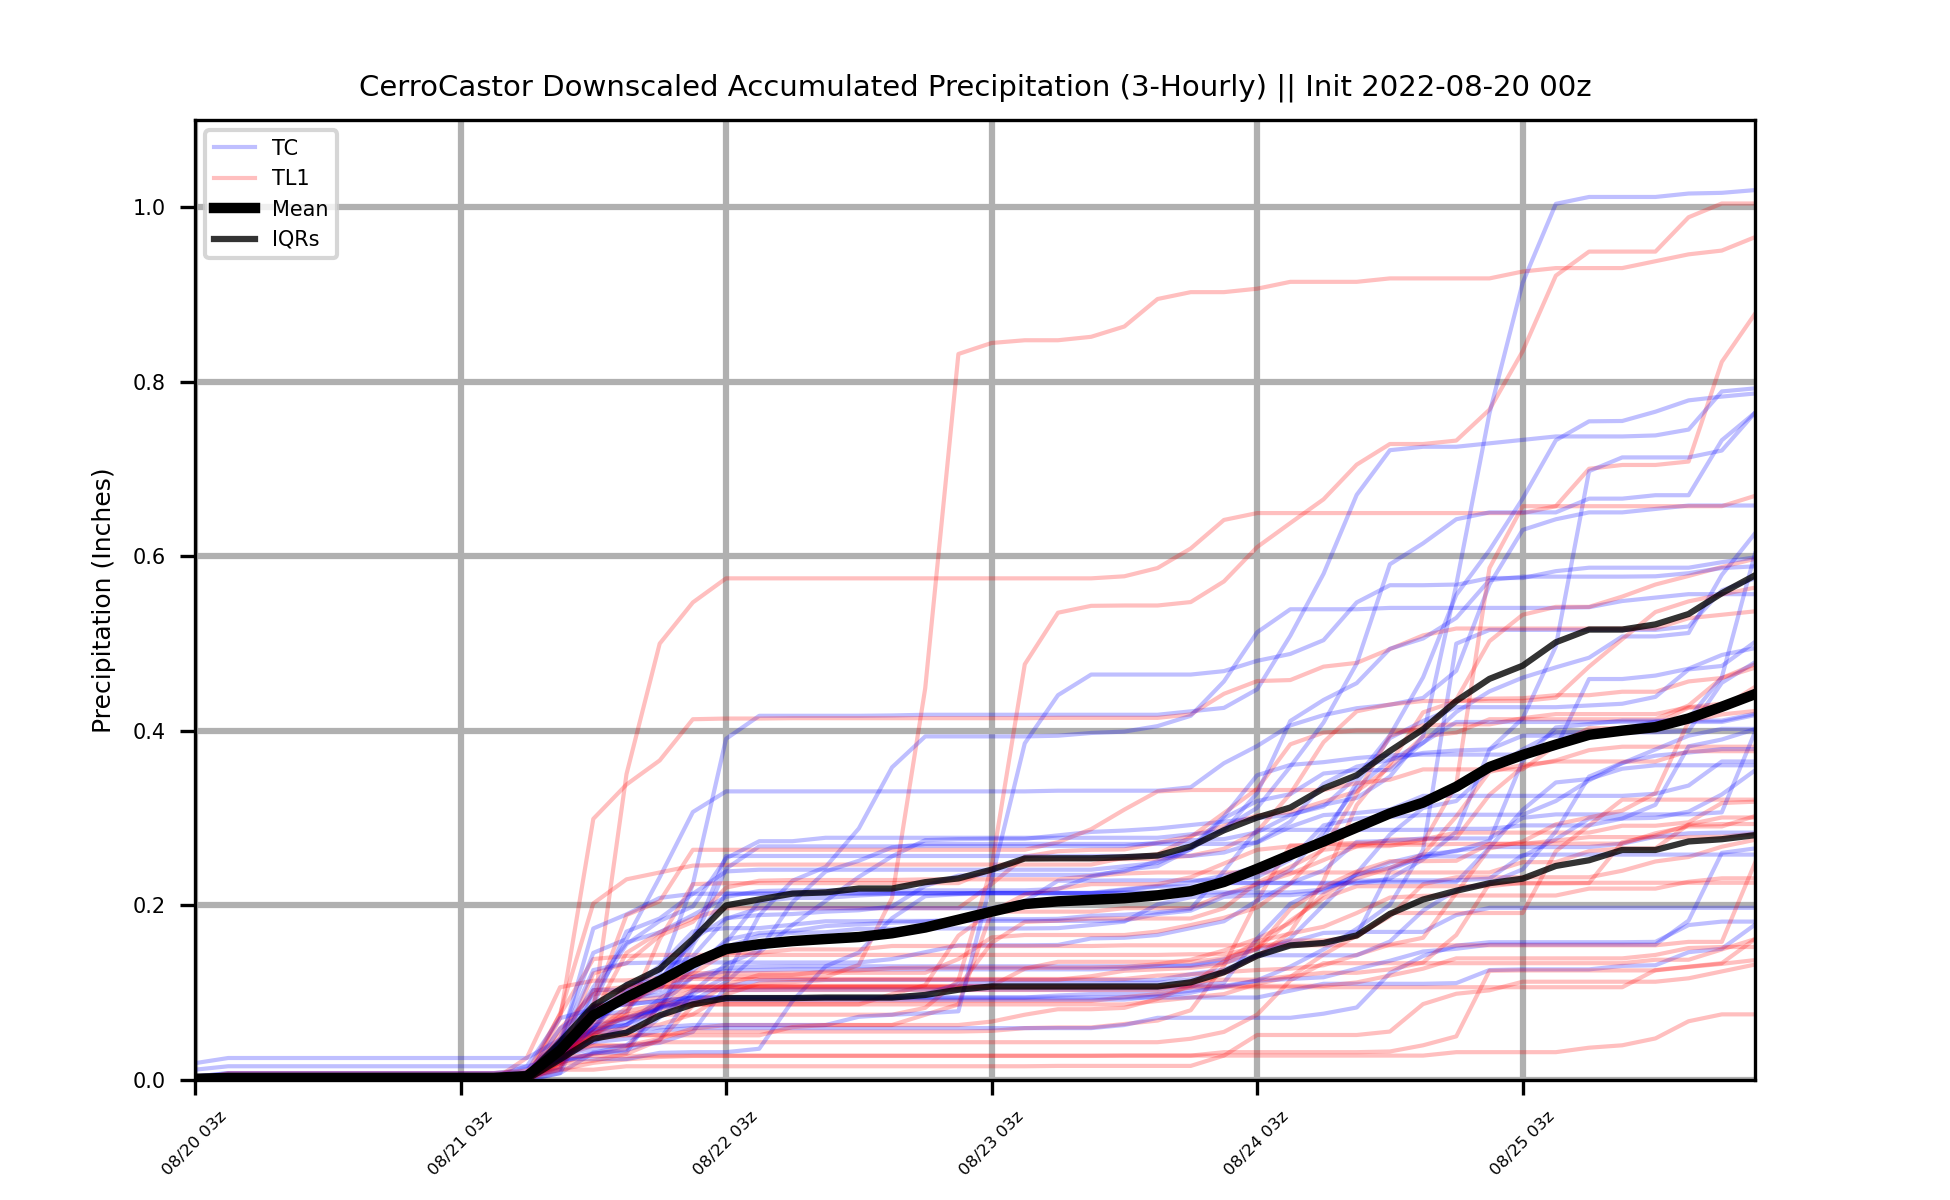 CerroCastor Downscaled Accumulated Precipitation (3-Hourly) || Init 2022-08-20 00z
TC
TL1
Mean
IQRs
Precipitation (Inches)
1.0
0.8
0.6
0.4
0.2
0.0
08/20 03z
08/21 03z
08/22 03z
08/23 03z
08/24 03z
08/25 03z